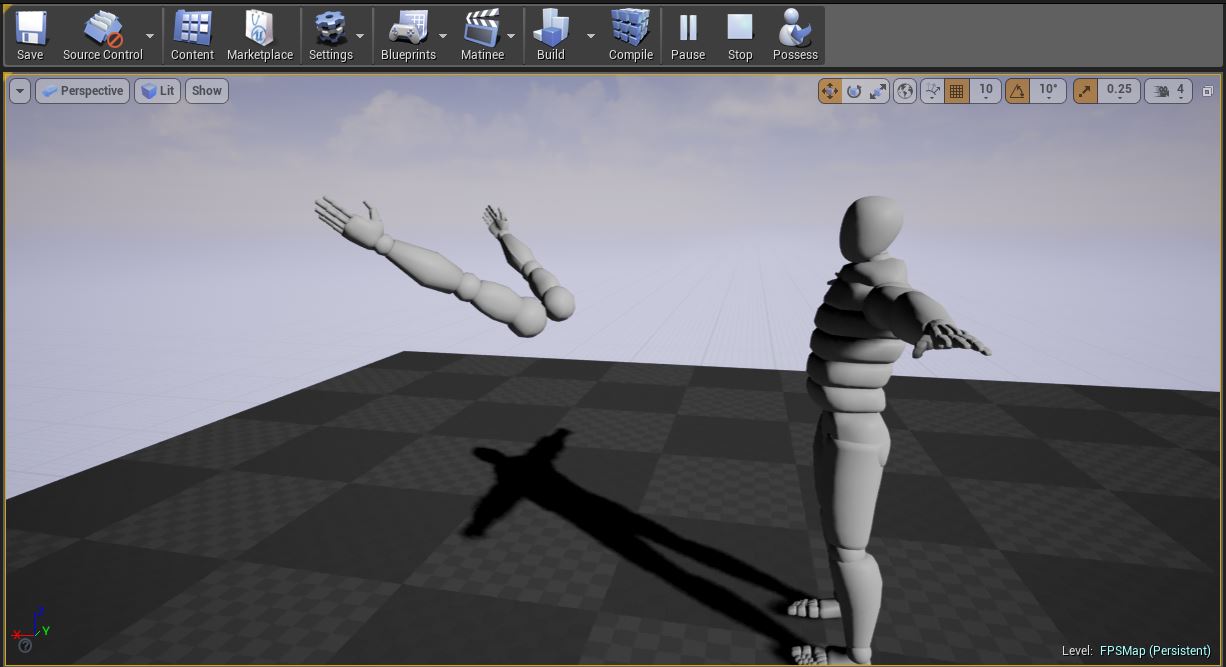 Save
Source Control
Content
Marketplace
Settings
Blueprints
Matinee
Build
Compile
Pause
Stop
Possess
Perspective
Lit
Show
10
10°
0.25
4
Z
X
Y
?
Level: FPSMap (Persistent)